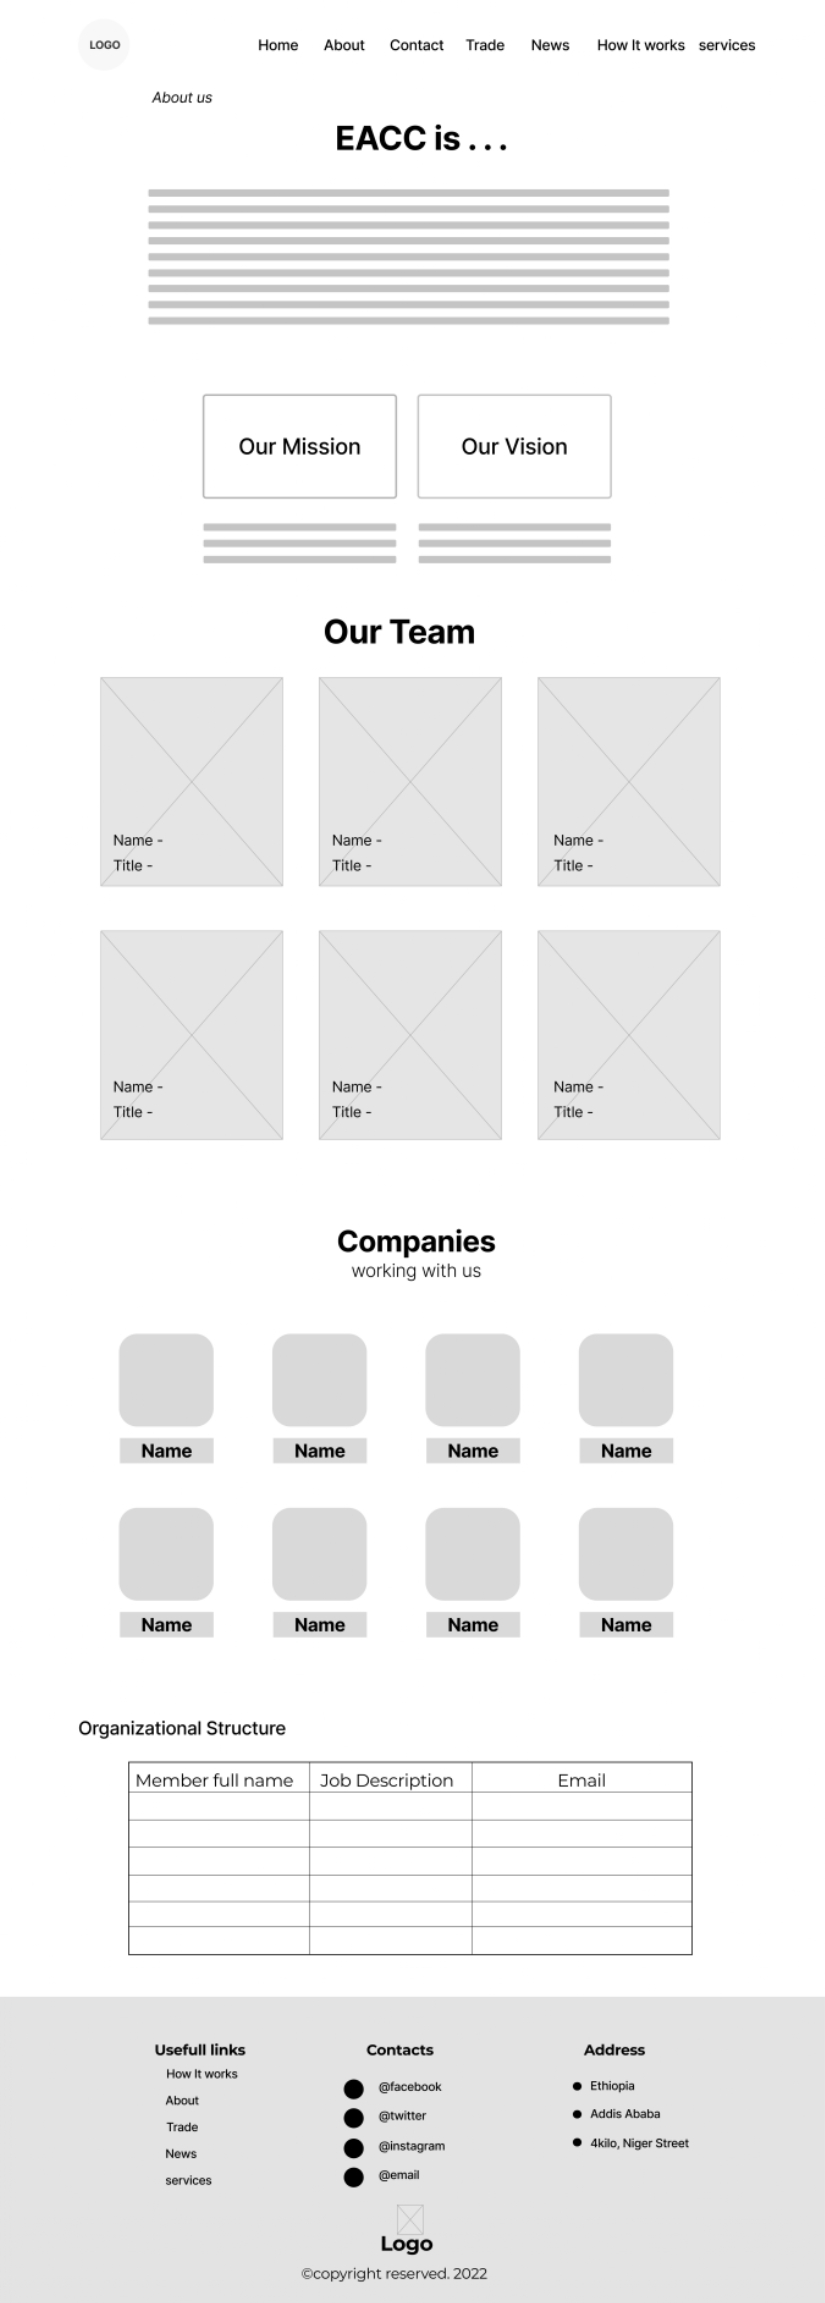 LOGO Home About Contact Trade News How It works services
About us
EACC is . . .
Our Mission Our Vision
Our Team
Name - Name - Name -
Title - Title - Title -
Name - Name - Name -
Title - Title - Title -
Companies
working with us
Name Name Name Name
Name Name Name Name
Organizational Structure
Member full name Job Description Email
Usefull links
How It works
About
Trade
News
services
Contacts
@facebook
@twitter
@instagram
@email
Address
Ethiopia
Addis Ababa
4kilo, Niger Street
Logo
©copyright reserved. 2022